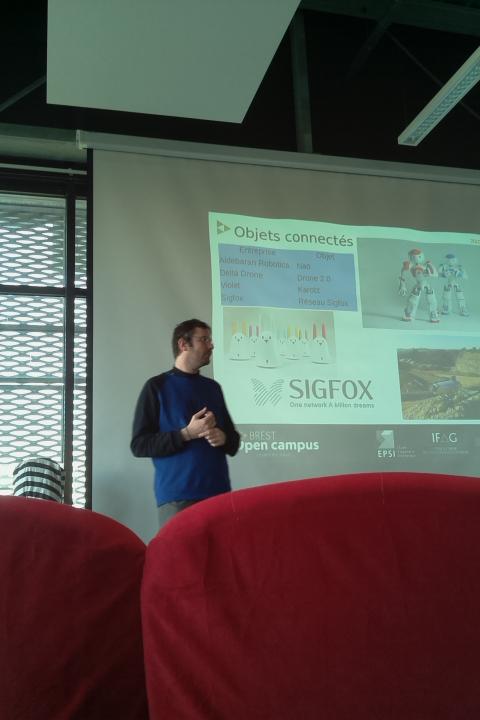 Objets connectés
Entreprise Objet
Aldebaran Robotics Nao
Delta Drone Drone 2.0
Violet Karotz
Sigfox Réseau Sigfox
SIGFOX
One network A billion dreams
BREST
Open campus
EPSI
IFAG